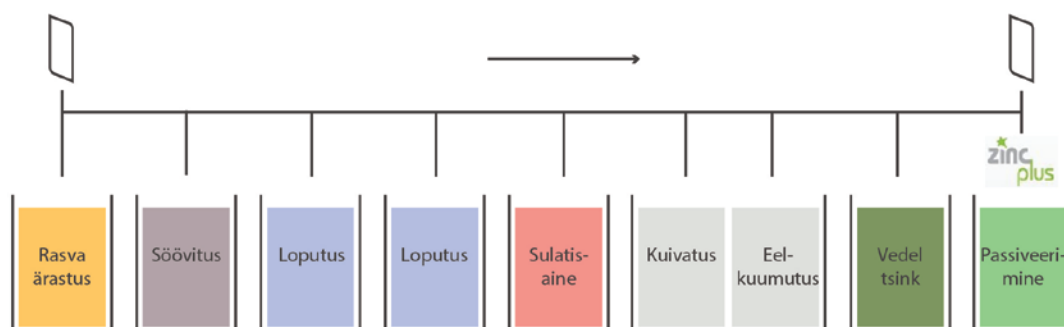 zinc
plus
Rasva
ärastus
Söövitus
Loputus
Loputus
Sulatis-
aine
Kuivatus
Eel-
kuumutus
Vedel
tsink
Passiveeri-
mine